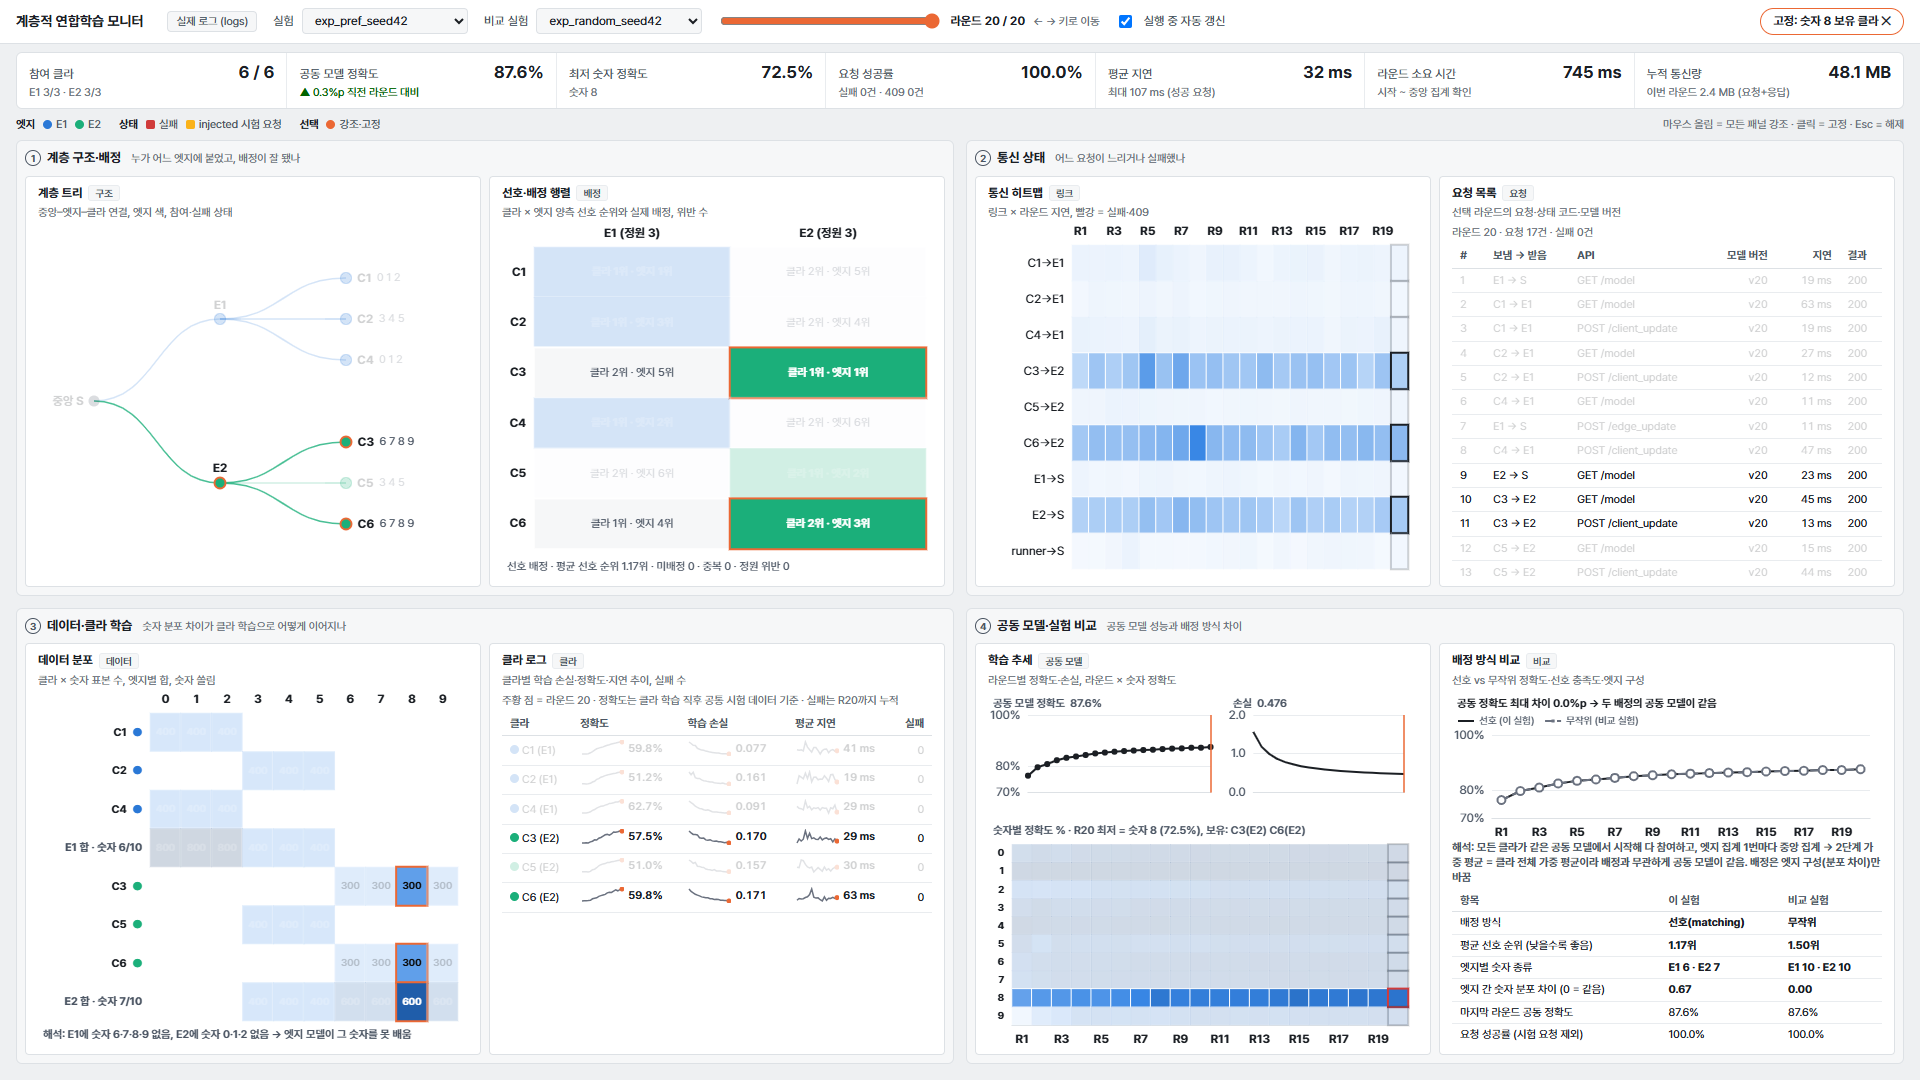 계층적 연합학습 모니터 실제 로그 (logs) 실험 exp_pref_seed42 비교 실험 exp_random_seed42 라운드 20 / 20 ← → 키로 이동 실행 중 자동 갱신 고정: 숫자 8 보유 클라 ✕
참여 클라 6 / 6
E1 3/3 · E2 3/3
공동 모델 정확도 87.6%
▲ 0.3%p 직전 라운드 대비
최저 숫자 정확도 72.5%
숫자 8
요청 성공률 100.0%
실패 0건 · 409 0건
평균 지연 32 ms
최대 107 ms (성공 요청)
라운드 소요 시간 745 ms
시작 ~ 중앙 집계 확인
누적 통신량 48.1 MB
이번 라운드 2.4 MB (요청+응답)
엣지 E1 E2 상태 실패 injected 시험 요청 선택 강조·고정
마우스 올림 = 모든 패널 강조 · 클릭 = 고정 · Esc = 해제
1 계층 구조·배정 누가 어느 엣지에 붙었고, 배정이 잘 됐나
계층 트리 구조
중앙–엣지–클라 연결, 엣지 색, 참여·실패 상태
중앙 S
E1
E2
C1 0 1 2
C2 3 4 5
C4 0 1 2
C3 6 7 8 9
C5 3 4 5
C6 6 7 8 9
선호·배정 행렬 배정
클라 × 엣지 양측 선호 순위와 실제 배정, 위반 수
E1 (정원 3) E2 (정원 3)
C1 클라 2위 · 엣지 5위
C2 클라 2위 · 엣지 4위
C3 클라 2위 · 엣지 5위 클라 1위 · 엣지 1위
C4 클라 2위 · 엣지 6위
C5 클라 2위 · 엣지 6위
C6 클라 1위 · 엣지 4위 클라 2위 · 엣지 3위
선호 배정 · 평균 선호 순위 1.17위 · 미배정 0 · 중복 0 · 정원 위반 0
2 통신 상태 어느 요청이 느리거나 실패했나
통신 히트맵 링크
링크 × 라운드 지연, 빨강 = 실패·409
R1 R3 R5 R7 R9 R11 R13 R15 R17 R19
C1→E1
C2→E1
C4→E1
C3→E2
C5→E2
C6→E2
E1→S
E2→S
runner→S
요청 목록 요청
선택 라운드의 요청·상태 코드·모델 버전
라운드 20 · 요청 17건 · 실패 0건
# 보냄 → 받음 API 모델 버전 지연 결과
1 E1 → S GET /model v20 19 ms 200
2 C1 → E1 GET /model v20 63 ms 200
3 C1 → E1 POST /client_update v20 19 ms 200
4 C2 → E1 GET /model v20 27 ms 200
5 C2 → E1 POST /client_update v20 12 ms 200
6 C4 → E1 GET /model v20 11 ms 200
7 E1 → S POST /edge_update v20 11 ms 200
8 C4 → E1 POST /client_update v20 47 ms 200
9 E2 → S GET /model v20 23 ms 200
10 C3 → E2 GET /model v20 45 ms 200
11 C3 → E2 POST /client_update v20 13 ms 200
12 C5 → E2 GET /model v20 15 ms 200
13 C5 → E2 POST /client_update v20 44 ms 200
3 데이터·클라 학습 숫자 분포 차이가 클라 학습으로 어떻게 이어지나
데이터 분포 데이터
클라 × 숫자 표본 수, 엣지별 합, 숫자 쏠림
0 1 2 3 4 5 6 7 8 9
C1 400 400 400
C2 400 400 400
C4 400 400 400
E1 합 · 숫자 6/10
C3 300 300 300 300
C5 400 400 400
C6 300 300 300 300
E2 합 · 숫자 7/10 600
해석: E1에 숫자 6·7·8·9 없음, E2에 숫자 0·1·2 없음 → 엣지 모델이 그 숫자를 못 배움
클라 로그 클라
클라별 학습 손실·정확도·지연 추이, 실패 수
주황 점 = 라운드 20 · 정확도는 클라 학습 직후 공동 시험 데이터 기준 · 실패는 R20까지 누적
클라 정확도 학습 손실 평균 지연 실패
C1 (E1) 59.8% 0.077 41 ms 0
C2 (E1) 51.2% 0.161 19 ms 0
C4 (E1) 62.7% 0.091 29 ms 0
C3 (E2) 57.5% 0.170 29 ms 0
C5 (E2) 51.0% 0.157 30 ms 0
C6 (E2) 59.8% 0.171 63 ms 0
4 공동 모델·실험 비교 공동 모델 성능과 배정 방식 차이
학습 추세 공동 모델
라운드별 정확도·손실, 라운드 × 숫자 정확도
공동 모델 정확도 87.6% 손실 0.476
100%
80%
70%
2.0
1.0
0.0
숫자별 정확도 % · R20 최저 = 숫자 8 (72.5%), 보유: C3(E2) C6(E2)
0
1
2
3
4
5
6
7
8
9
R1 R3 R5 R7 R9 R11 R13 R15 R17 R19
배정 방식 비교 비교
선호 vs 무작위 정확도·선호 충족도·엣지 구성
공동 정확도 최대 차이 0.0%p → 두 배정의 공동 모델이 같음
선호 (이 실험) 무작위 (비교 실험)
100%
80%
70%
R1 R3 R5 R7 R9 R11 R13 R15 R17 R19
해석: 모든 클라가 같은 공동 모델에서 시작해 다 참여하고, 엣지 집계 1번마다 중앙 집계 → 2단계 가
중 평균 = 클라 전체 가중 평균이라 배정과 무관하게 공동 모델이 같음. 배정은 엣지 구성(분포 차이)만
바꿈
항목 이 실험 비교 실험
배정 방식 선호(matching) 무작위
평균 선호 순위 (낮을수록 좋음) 1.17위 1.50위
엣지별 숫자 종류 E1 6 · E2 7 E1 10 · E2 10
엣지 간 숫자 분포 차이 (0 = 같음) 0.67 0.00
마지막 라운드 공동 정확도 87.6% 87.6%
요청 성공률 (시험 요청 제외) 100.0% 100.0%